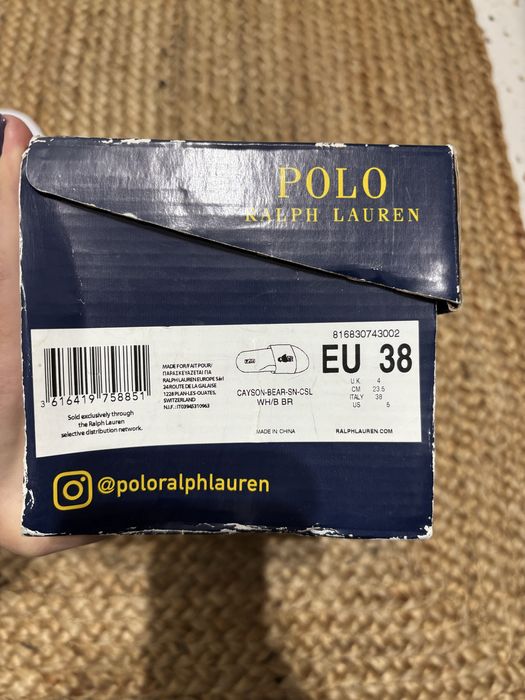 POLO
RALPH LAUREN
3 616419 758851
Sold exclusively through
the Ralph Lauren
selective distribution network.
MADE FOR/FAIT POUR/
ΠΑΡΑΣΚΕΥΑΖΕΤΑΙ ΓΙΑ
RALPH LAUREN EUROPE Sàrl
24 ROUTE DE LA GALAISE
1228 PLAN-LES-OUATES,
SWITZERLAND
N.I.F.: IT03945310963
CAYSON-BEAR-SN-CSL
WH/B BR
MADE IN CHINA
816830743002
EU 38
U.K. 4
CM 23.5
ITALY 38
US 5
RALPHLAUREN.COM
@poloralphlauren